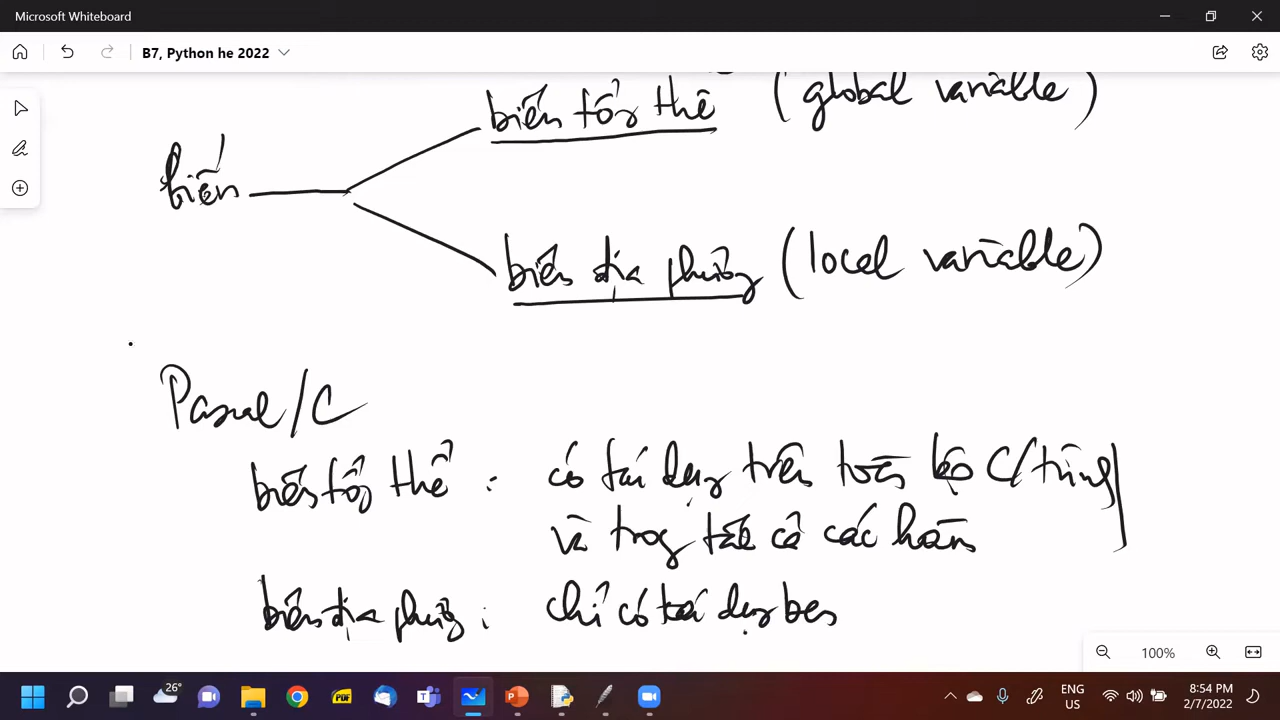 Microsoft Whiteboard
B7, Python he 2022
biến tổng thể (global variable)
biến
biến địa phương (local variable)
Pascal/C
biến tổng thể : có tác dụng trên toàn bộ C/trình
và trong tất cả các hàm
biến địa phương : chỉ có tác dụng bên
100%
26°
ENG
US
8:54 PM
2/7/2022
PDF